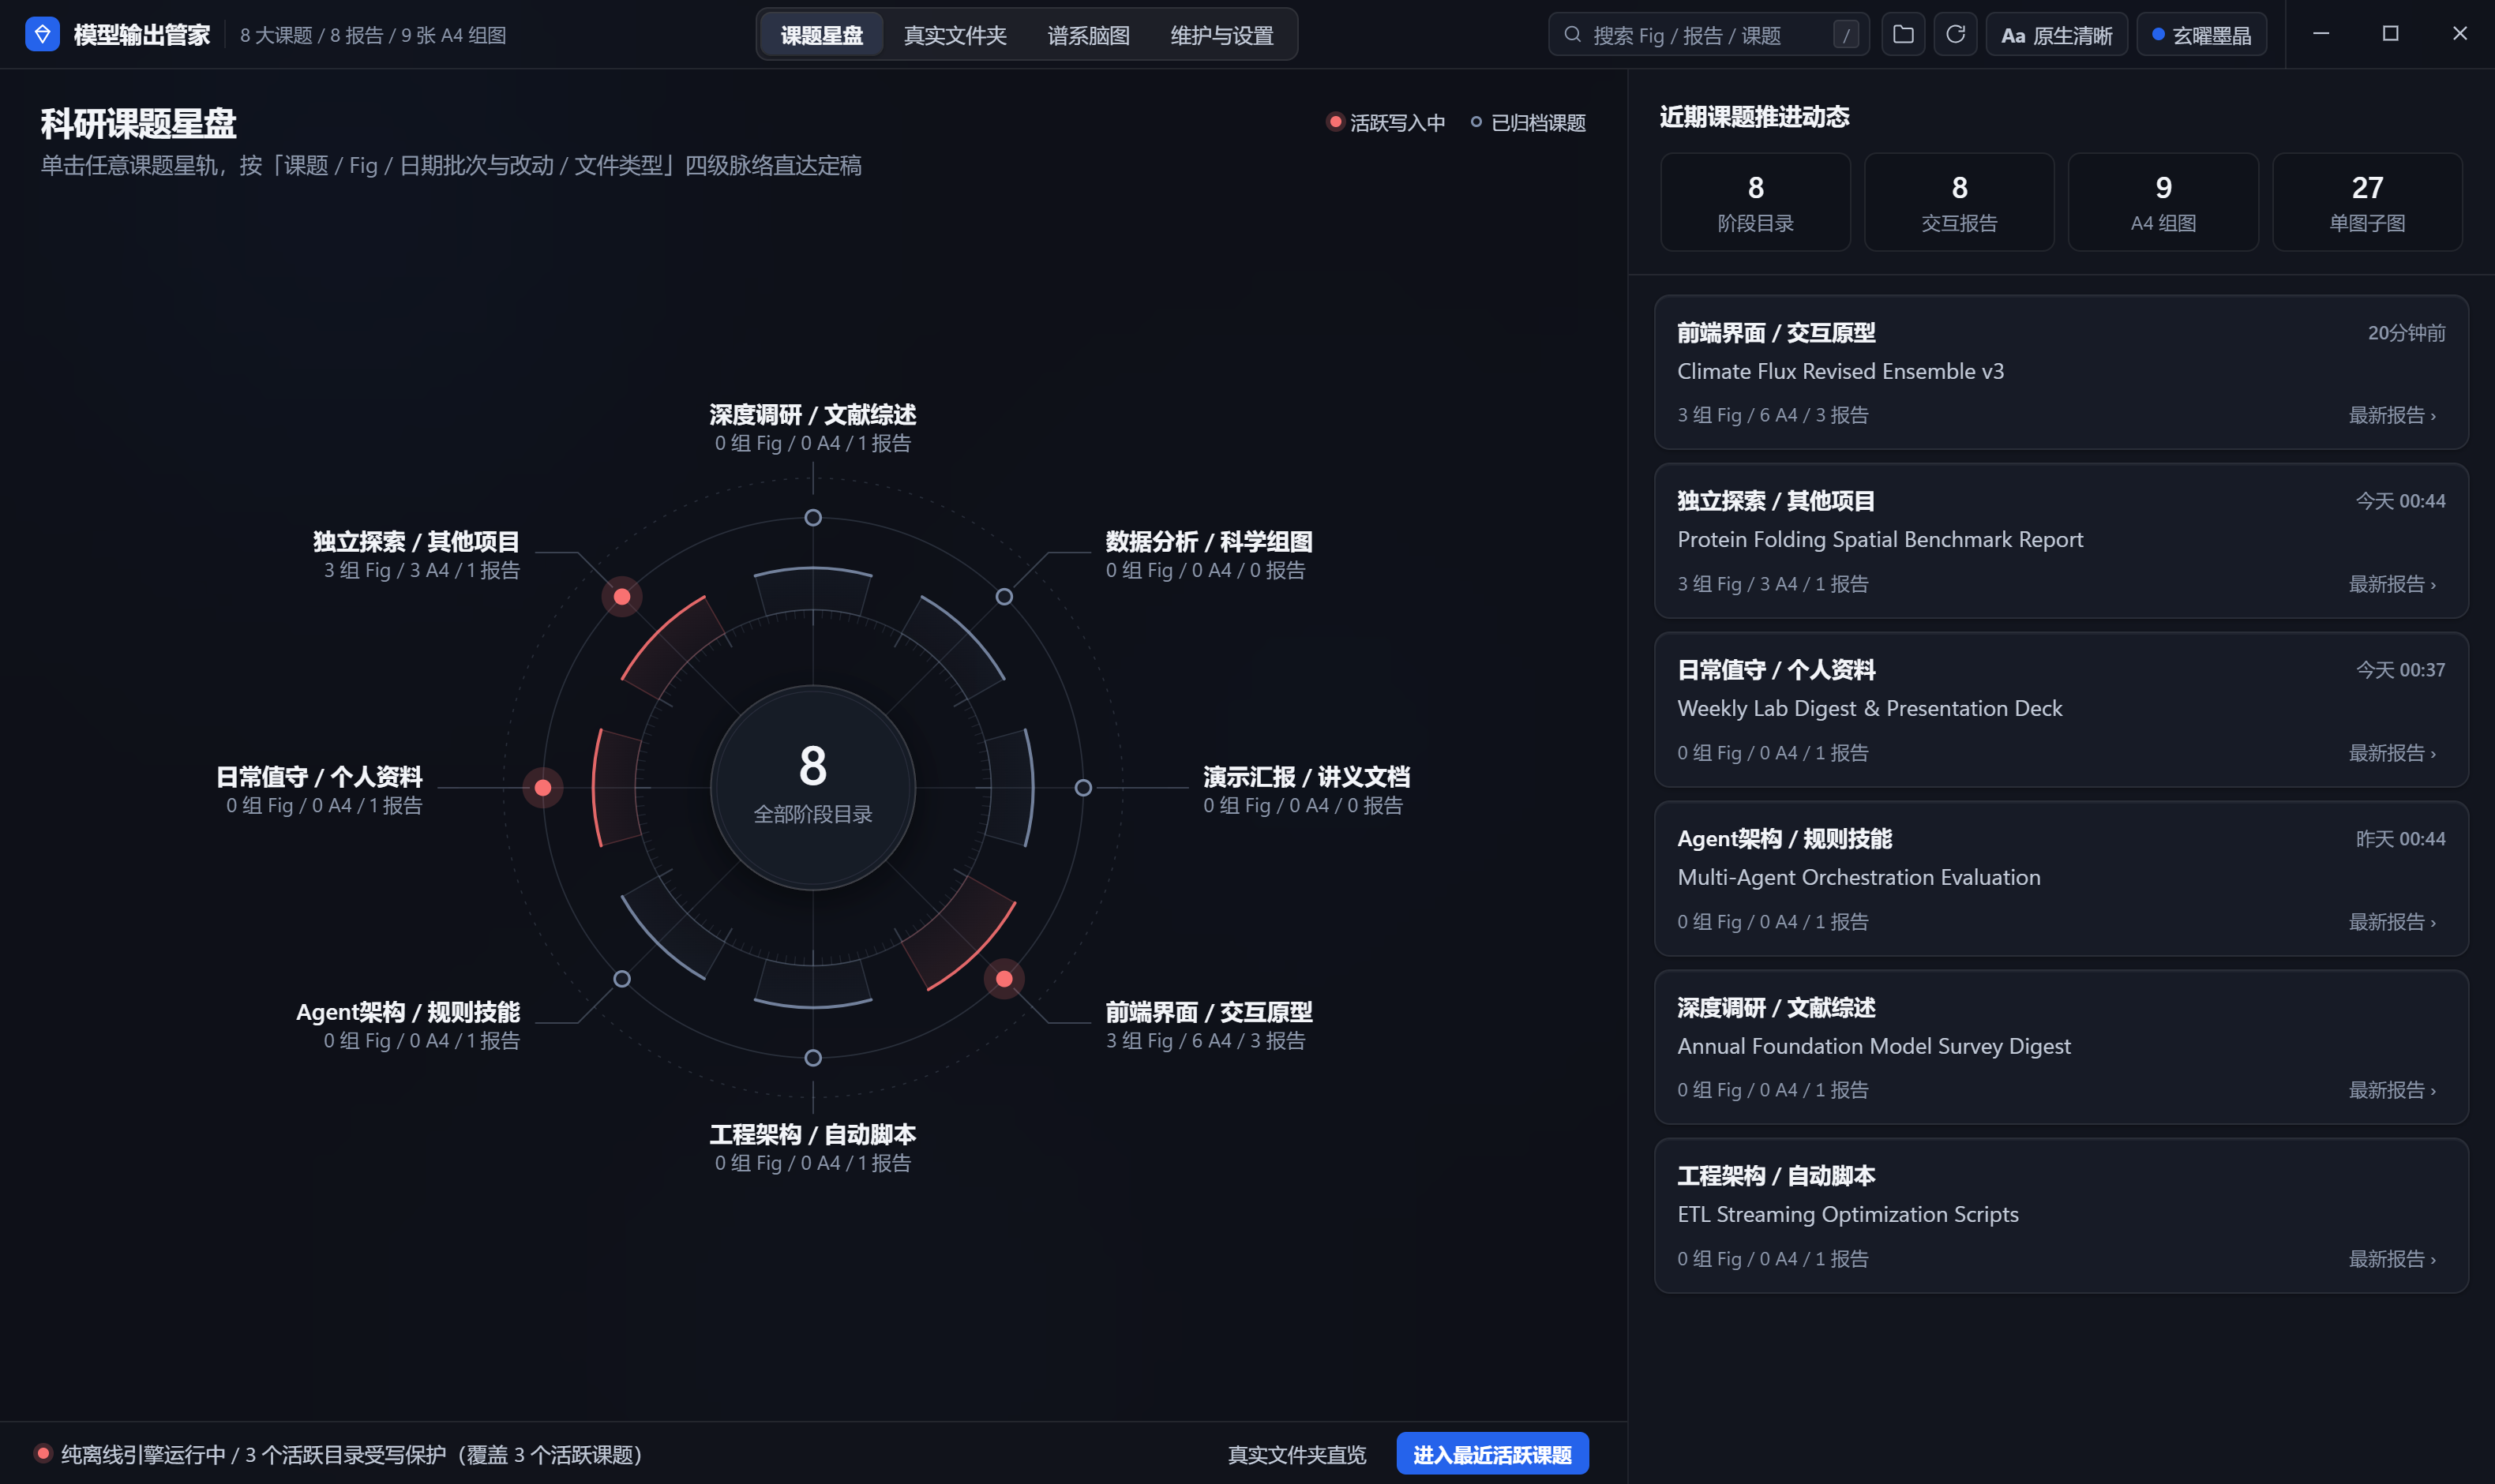 模型输出管家
8 大课题 / 8 报告 / 9 张 A4 组图
课题星盘
真实文件夹
谱系脑图
维护与设置
搜索 Fig / 报告 / 课题
/
Aa 原生清晰
玄曜墨晶
科研课题星盘
单击任意课题星轨，按「课题 / Fig / 日期批次与改动 / 文件类型」四级脉络直达定稿
活跃写入中
已归档课题
深度调研 / 文献综述
0 组 Fig / 0 A4 / 1 报告
独立探索 / 其他项目
3 组 Fig / 3 A4 / 1 报告
数据分析 / 科学组图
0 组 Fig / 0 A4 / 0 报告
日常值守 / 个人资料
0 组 Fig / 0 A4 / 1 报告
8
全部阶段目录
演示汇报 / 讲义文档
0 组 Fig / 0 A4 / 0 报告
Agent架构 / 规则技能
0 组 Fig / 0 A4 / 1 报告
前端界面 / 交互原型
3 组 Fig / 6 A4 / 3 报告
工程架构 / 自动脚本
0 组 Fig / 0 A4 / 1 报告
纯离线引擎运行中 / 3 个活跃目录受写保护（覆盖 3 个活跃课题）
真实文件夹直览
进入最近活跃课题
近期课题推进动态
8
阶段目录
8
交互报告
9
A4 组图
27
单图子图
前端界面 / 交互原型
20分钟前
Climate Flux Revised Ensemble v3
3 组 Fig / 6 A4 / 3 报告
最新报告 ›
独立探索 / 其他项目
今天 00:44
Protein Folding Spatial Benchmark Report
3 组 Fig / 3 A4 / 1 报告
最新报告 ›
日常值守 / 个人资料
今天 00:37
Weekly Lab Digest & Presentation Deck
0 组 Fig / 0 A4 / 1 报告
最新报告 ›
Agent架构 / 规则技能
昨天 00:44
Multi-Agent Orchestration Evaluation
0 组 Fig / 0 A4 / 1 报告
最新报告 ›
深度调研 / 文献综述
Annual Foundation Model Survey Digest
0 组 Fig / 0 A4 / 1 报告
最新报告 ›
工程架构 / 自动脚本
ETL Streaming Optimization Scripts
0 组 Fig / 0 A4 / 1 报告
最新报告 ›